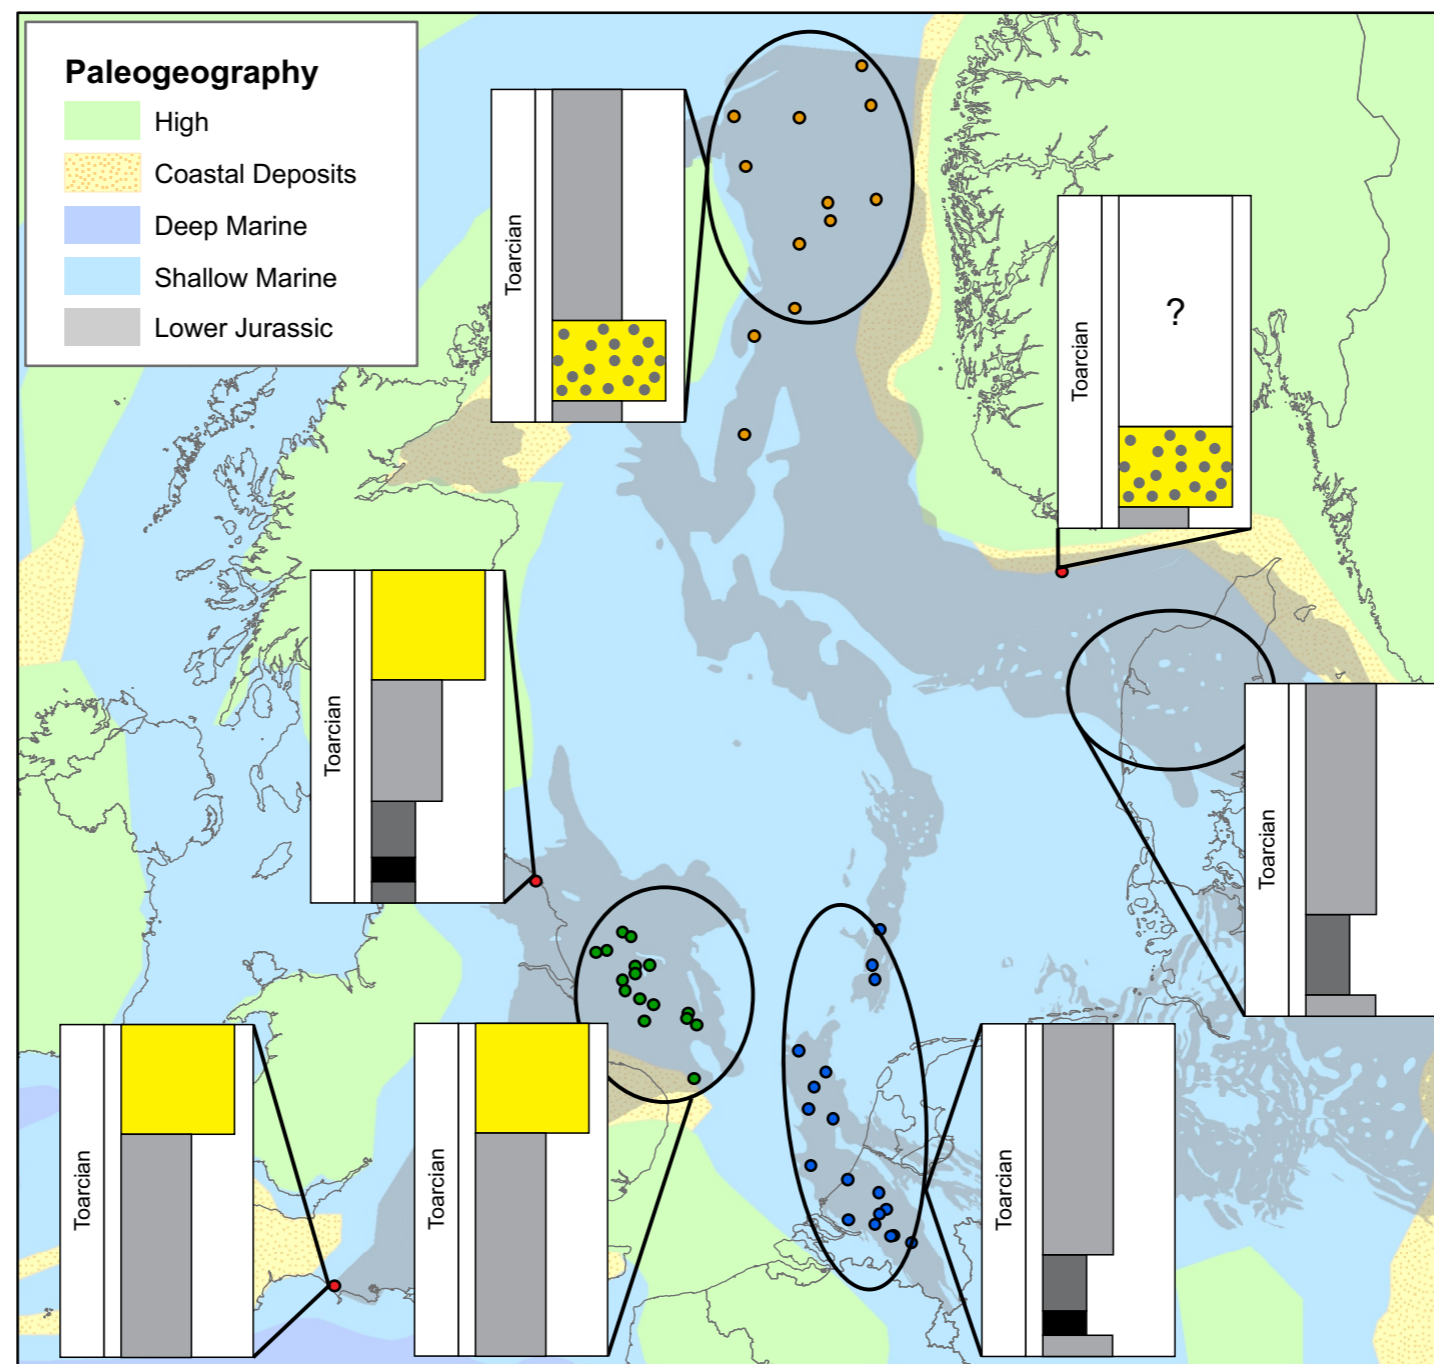 Paleogeography
High
Coastal Deposits
Deep Marine
Shallow Marine
Lower Jurassic
Toarcian
Toarcian
?
Toarcian
Toarcian
Toarcian
Toarcian
Toarcian